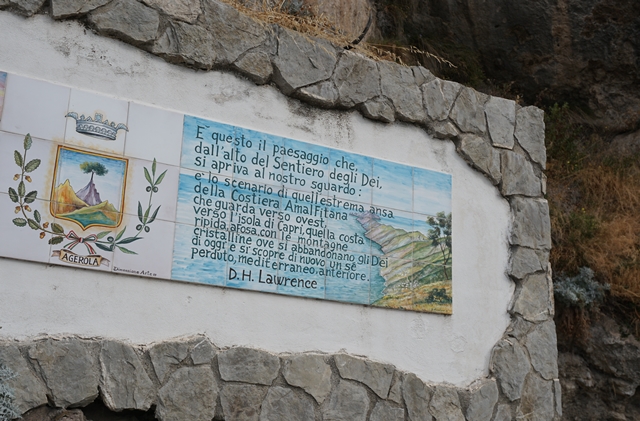 E questo il paesaggio che,
dall'alto del Sentiero degli Dei,
si apriva al nostro sguardo:
è lo scenario di quell'estrema ansa
della Costiera Amalfitana
che guarda verso ovest
verso l'isola di Capri, quella costa
ripida, afosa, con le montagne
cristalline ove si abbandonano gli Dei
di oggi e si scopre di nuovo un sé
perduto, mediterraneo, anteriore.
D.H. Lawrence
AGEROLA